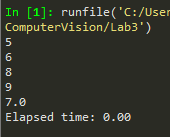 In [1]: runfile('C:/User
ComputerVision/Lab3')
5
6
8
9
7.0
Elapsed time: 0.00